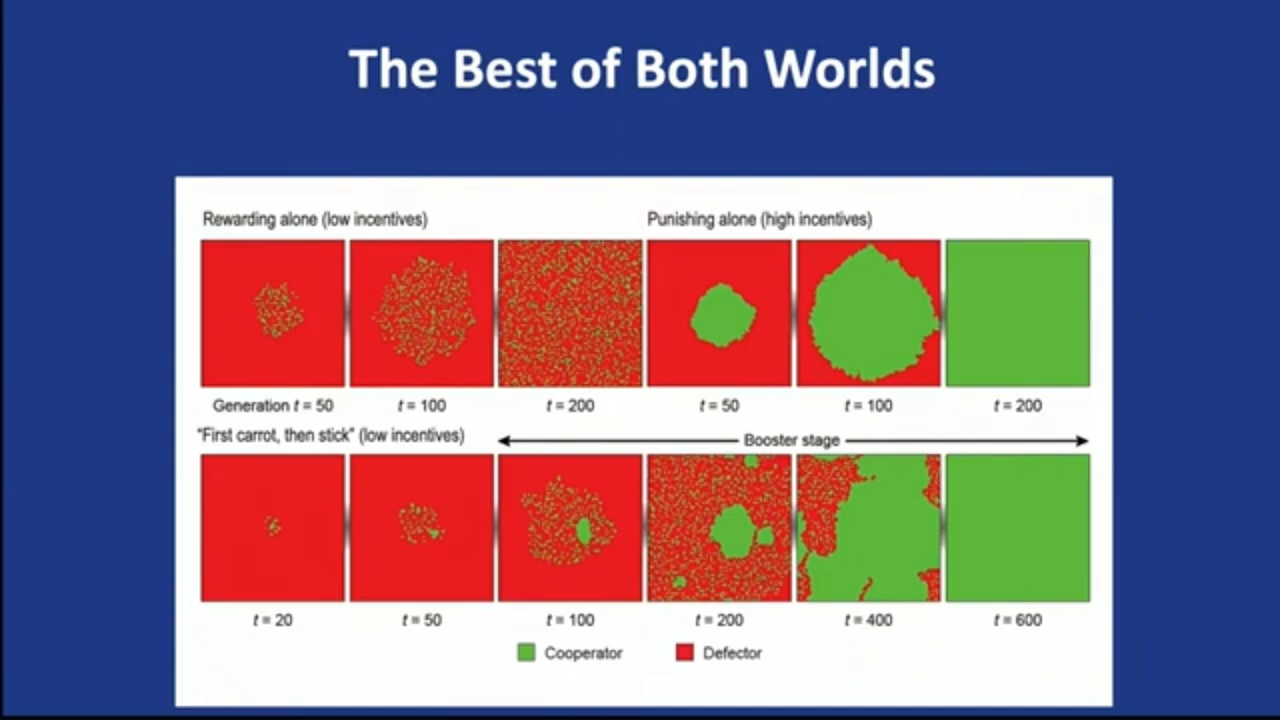 The Best of Both Worlds
Rewarding alone (low incentives) Punishing alone (high incentives)
Generation t = 50 t = 100 t = 200 t = 50 t = 100 t = 200
"First carrot, then stick" (low incentives) Booster stage
t = 20 t = 50 t = 100 t = 200 t = 400 t = 600
Cooperator Defector